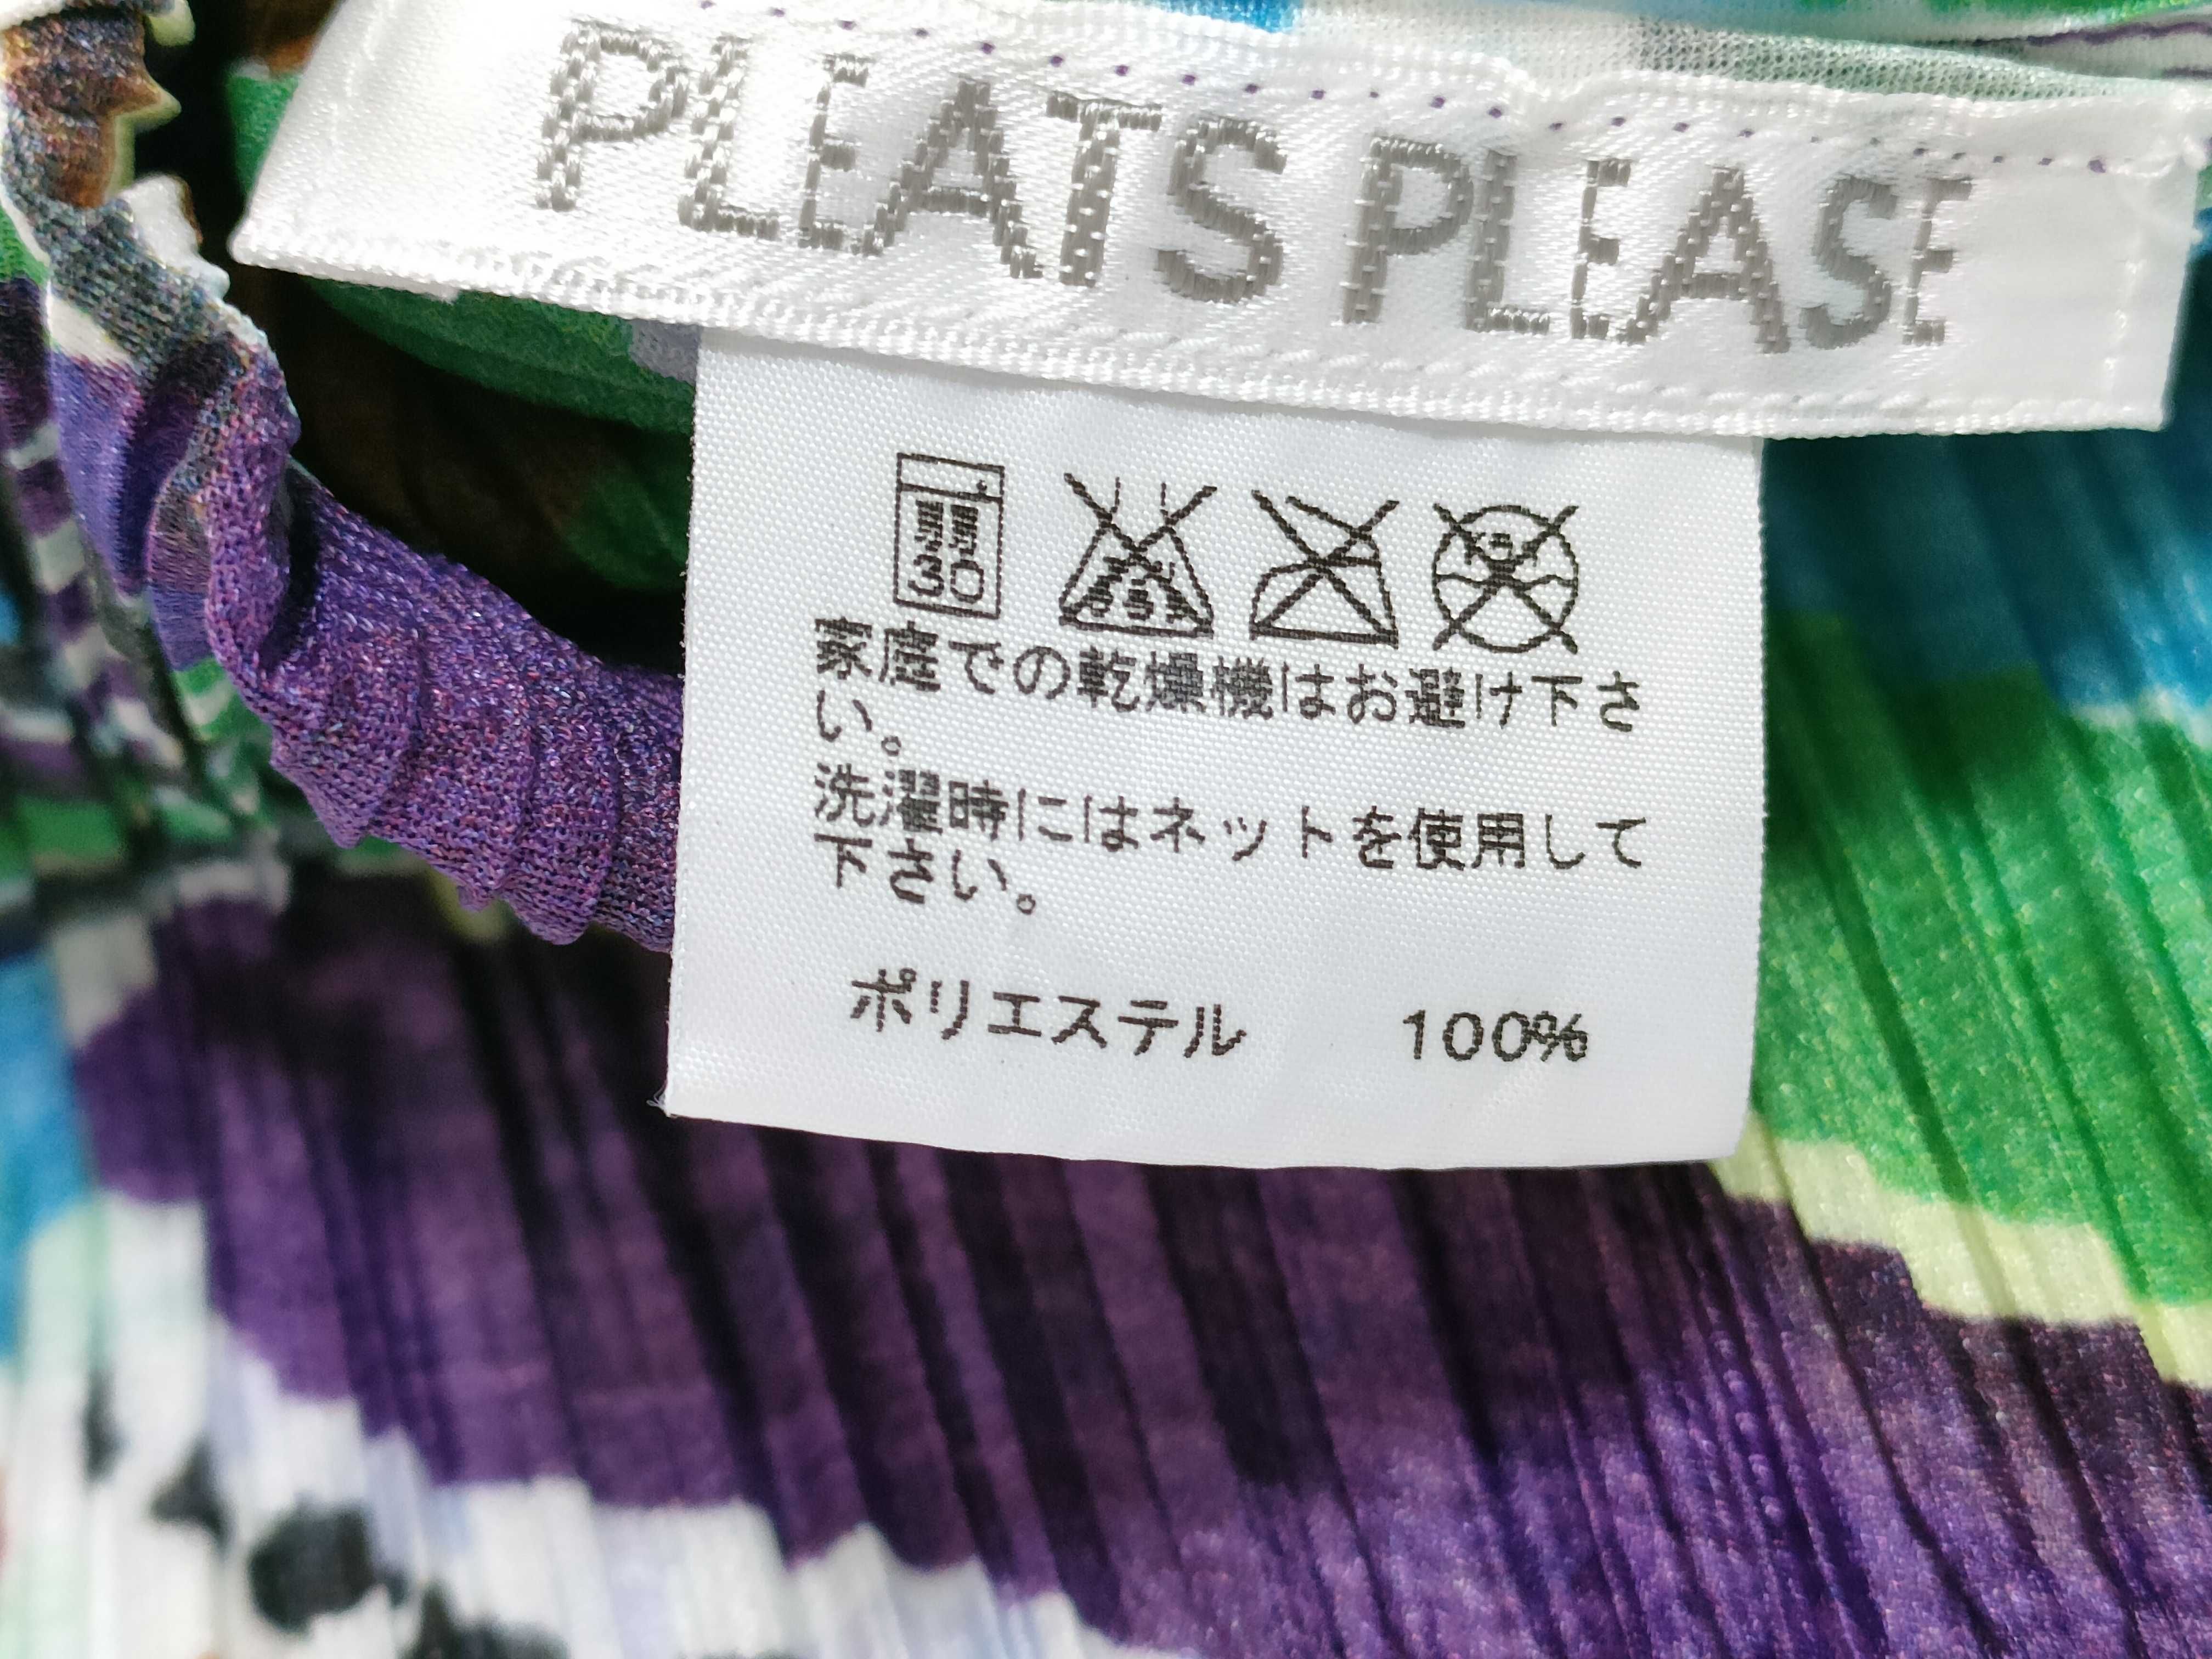 PLEATS PLEASE
30
家庭での乾燥機はお避け下さ
い。
洗濯時にはネットを使用して
下さい。
ポリエステル 100%